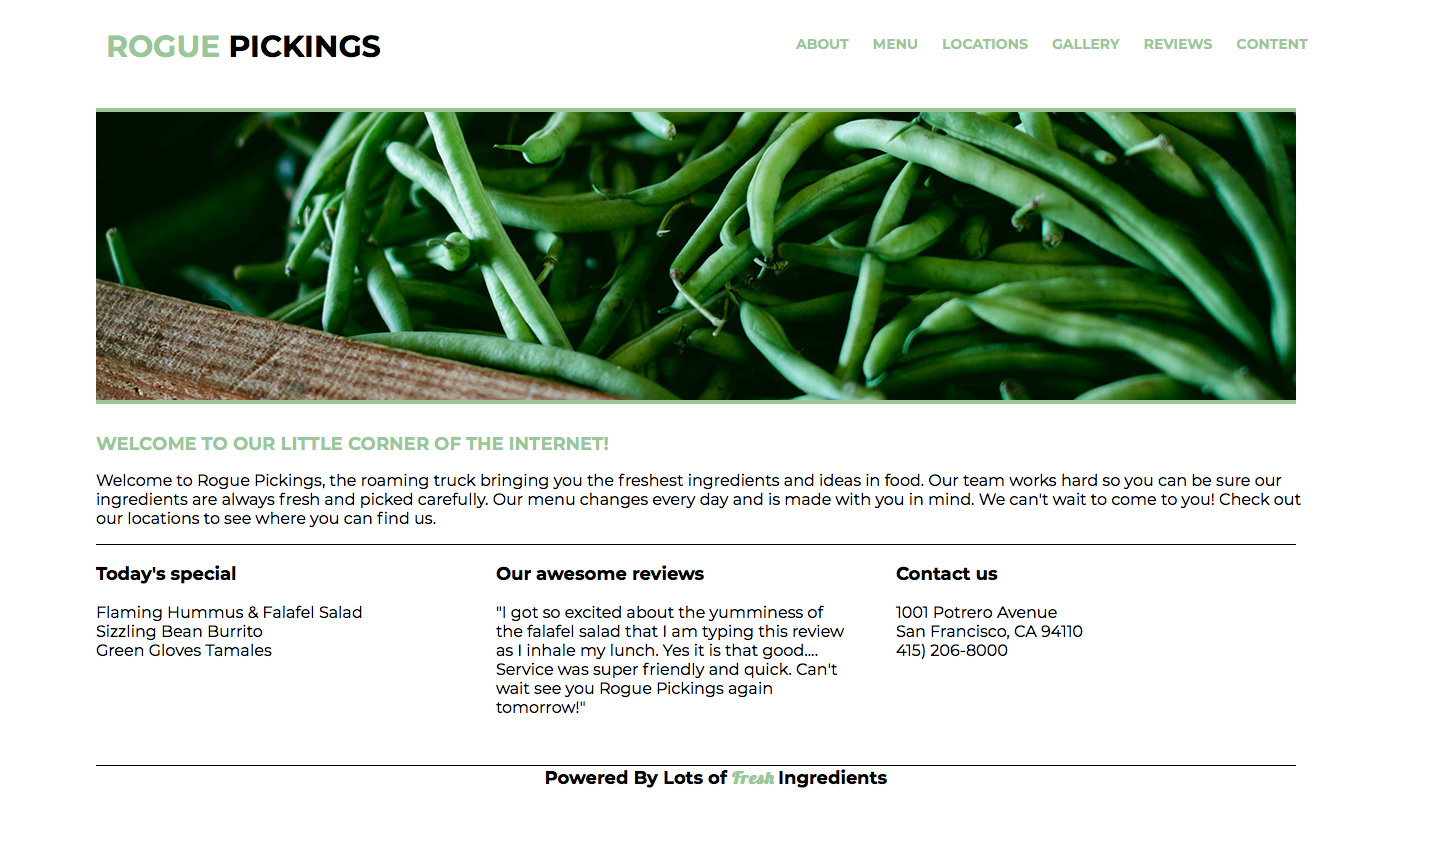 ROGUE PICKINGS
ABOUT MENU LOCATIONS GALLERY REVIEWS CONTENT
WELCOME TO OUR LITTLE CORNER OF THE INTERNET!
Welcome to Rogue Pickings, the roaming truck bringing you the freshest ingredients and ideas in food. Our team works hard so you can be sure our
ingredients are always fresh and picked carefully. Our menu changes every day and is made with you in mind. We can't wait to come to you! Check out
our locations to see where you can find us.
Today's special
Flaming Hummus & Falafel Salad
Sizzling Bean Burrito
Green Gloves Tamales
Our awesome reviews
"I got so excited about the yumminess of
the falafel salad that I am typing this review
as I inhale my lunch. Yes it is that good....
Service was super friendly and quick. Can't
wait see you Rogue Pickings again
tomorrow!"
Contact us
1001 Potrero Avenue
San Francisco, CA 94110
415) 206-8000
Powered By Lots of Fresh Ingredients